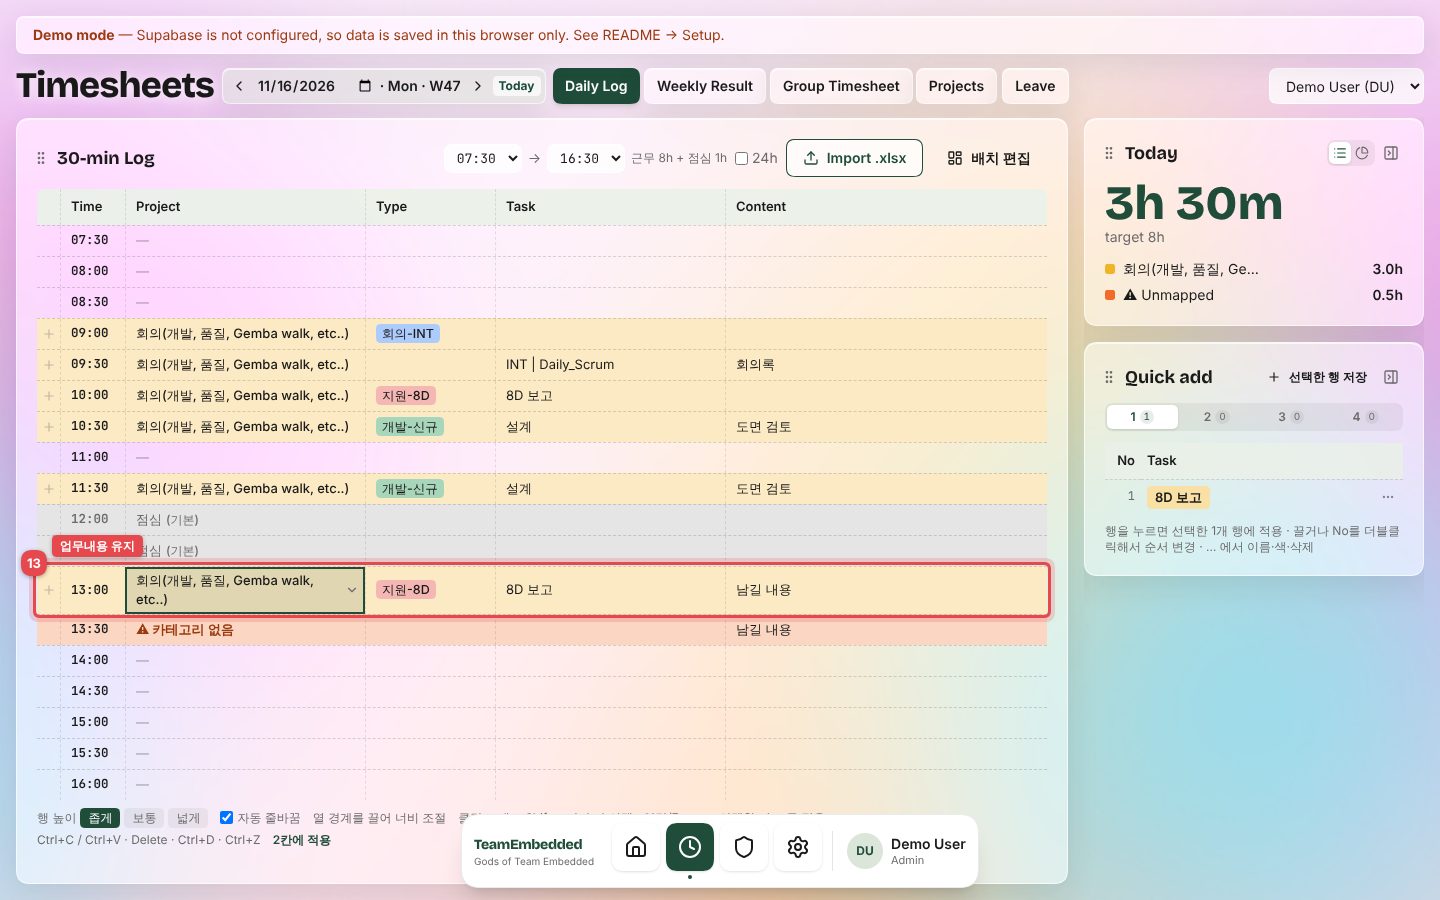 Demo mode — Supabase is not configured, so data is saved in this browser only. See README → Setup.
Timesheets
11/16/2026 · Mon · W47 Today
Daily Log
Weekly Result
Group Timesheet
Projects
Leave
Demo User (DU)
30-min Log
07:30 → 16:30 근무 8h + 점심 1h 24h
Import .xlsx
배치 편집
Time Project Type Task Content
07:30 —
08:00 —
08:30 —
+ 09:00 회의(개발, 품질, Gemba walk, etc..) 회의-INT
+ 09:30 회의(개발, 품질, Gemba walk, etc..) INT | Daily_Scrum 회의록
+ 10:00 회의(개발, 품질, Gemba walk, etc..) 지원-8D 8D 보고
+ 10:30 회의(개발, 품질, Gemba walk, etc..) 개발-신규 설계 도면 검토
11:00 —
+ 11:30 회의(개발, 품질, Gemba walk, etc..) 개발-신규 설계 도면 검토
12:00 점심 (기본)
업무내용 유지 점심 (기본)
13
+ 13:00 회의(개발, 품질, Gemba walk, etc..) 지원-8D 8D 보고 남길 내용
13:30 ⚠ 카테고리 없음 남길 내용
14:00 —
14:30 —
15:00 —
15:30 —
16:00 —
행 높이 좁게 보통 넓게 자동 줄바꿈 열 경계를 끌어 너비 조절
Ctrl+C / Ctrl+V · Delete · Ctrl+D · Ctrl+Z 2칸에 적용
Today
3h 30m
target 8h
회의(개발, 품질, Ge... 3.0h
⚠ Unmapped 0.5h
Quick add
+ 선택한 행 저장
1 1 2 0 3 0 4 0
No Task
1 8D 보고 ...
행을 누르면 선택한 1개 행에 적용 · 끌거나 No를 더블클
릭해서 순서 변경 · ... 에서 이름·색·삭제
TeamEmbedded
Gods of Team Embedded
DU
Demo User
Admin